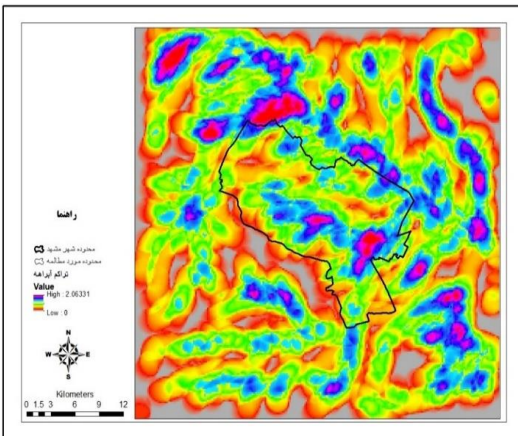 راهنما
محدوده شهر مشهد
محدوده مورد مطالعه
تراکم آبراهه
Value
High : 2.06331
Low : 0
N
W E
S
Kilometers
0 1.5 3 6 9 12